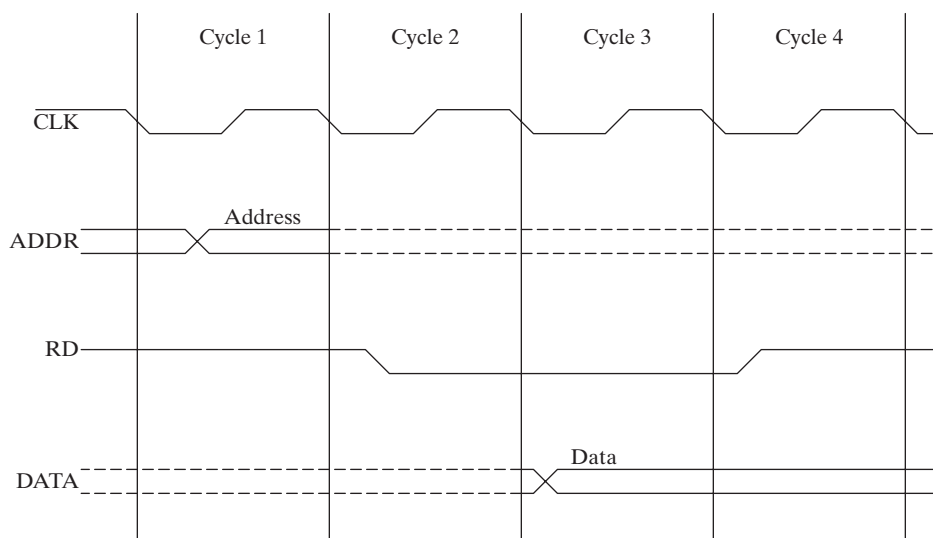 Cycle 1 Cycle 2 Cycle 3 Cycle 4
CLK
Address
ADDR
RD
Data
DATA